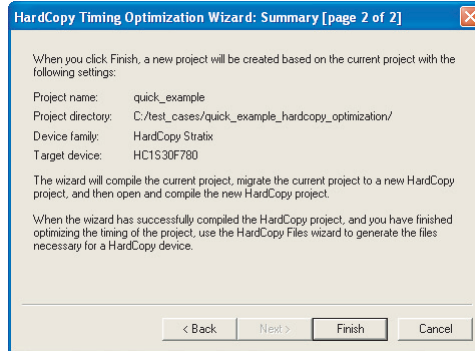 HardCopy Timing Optimization Wizard: Summary [page 2 of 2]
When you click Finish, a new project will be created based on the current project with the
following settings:
Project name: quick_example
Project directory: C:/test_cases/quick_example_hardcopy_optimization/
Device family: HardCopy Stratix
Target device: HC1S30F780
The wizard will compile the current project, migrate the current project to a new HardCopy
project, and then open and compile the new HardCopy project.
When the wizard has successfully compiled the HardCopy project, and you have finished
optimizing the timing of the project, use the HardCopy Files wizard to generate the files
necessary for a HardCopy device.
< Back Next > Finish Cancel